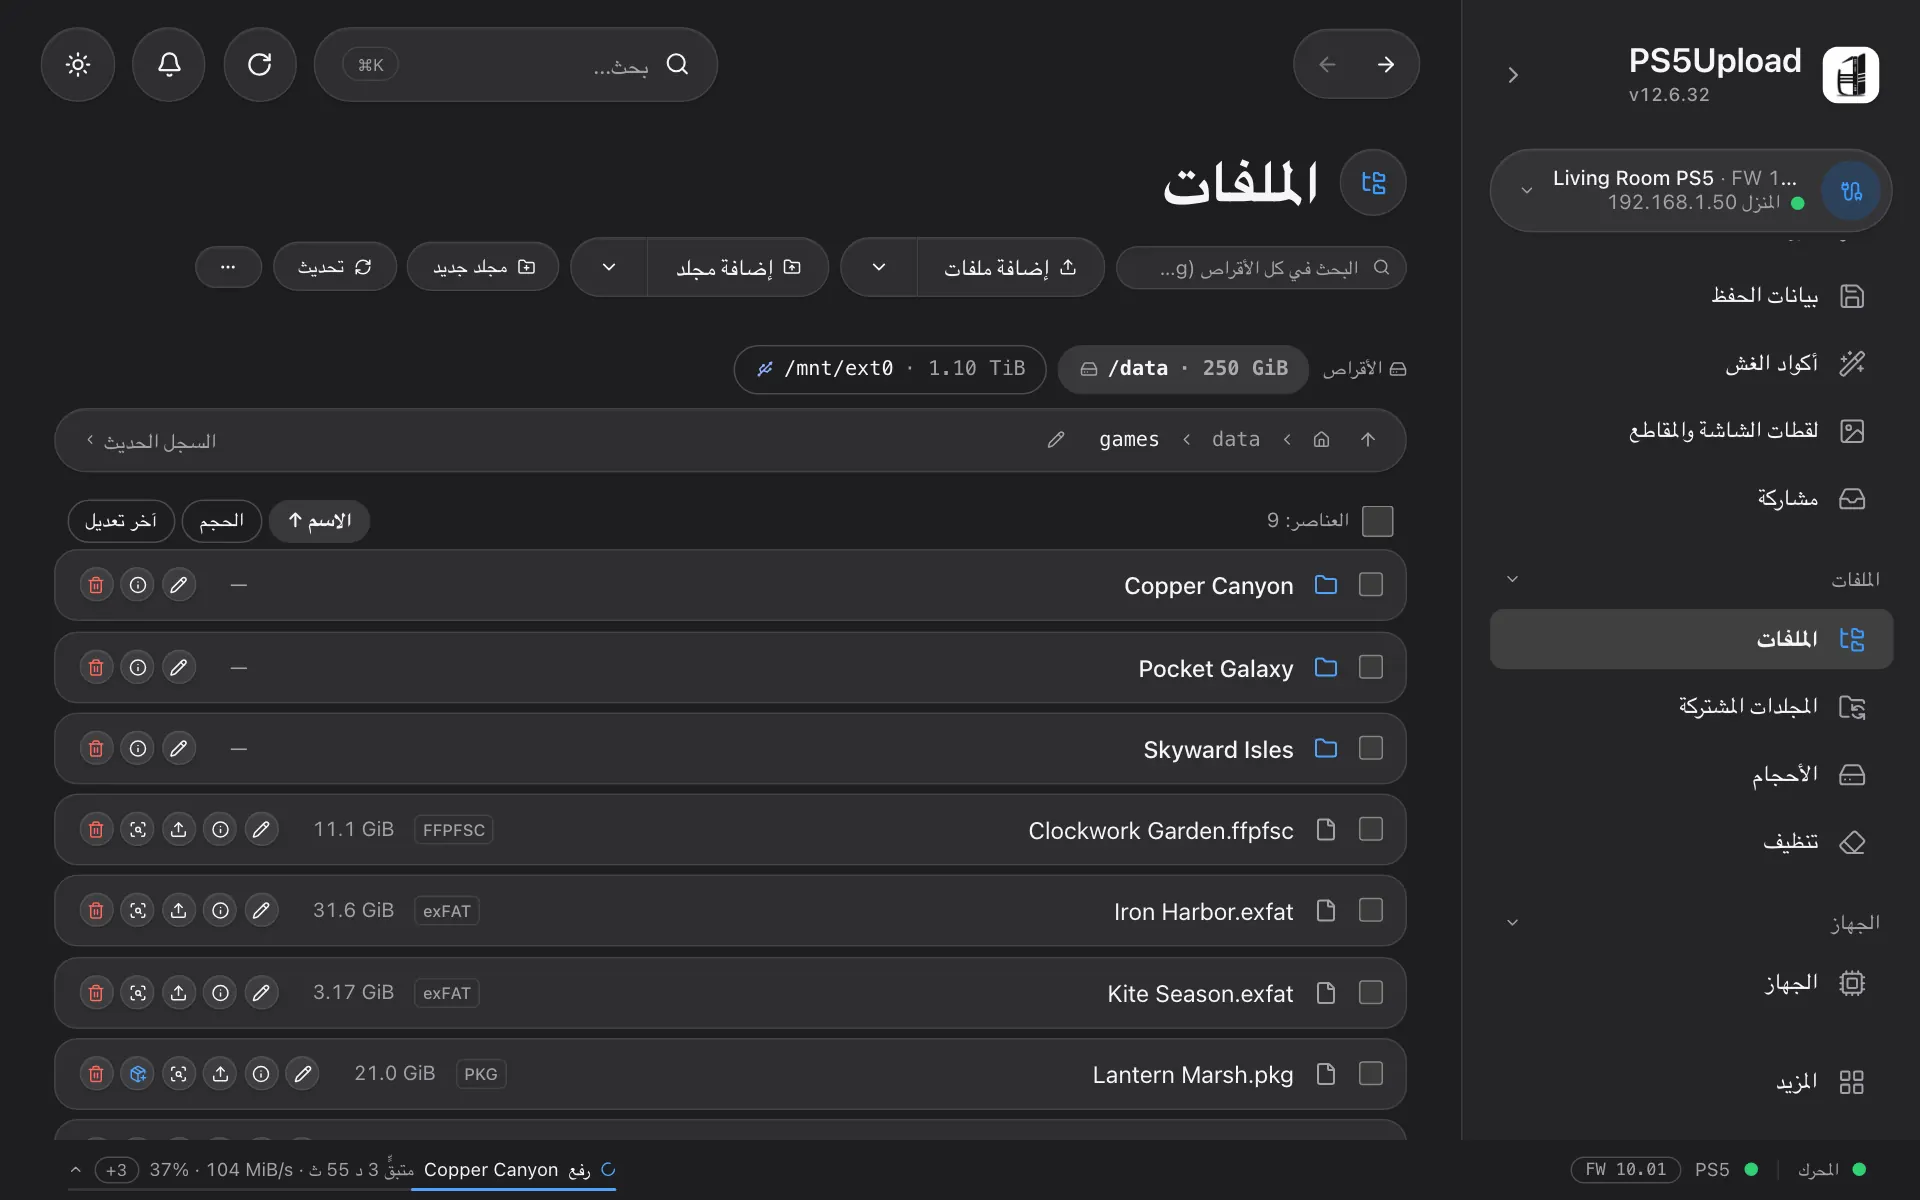 PS5Upload
v12.6.32
Living Room PS5 · FW 1...
المنزل 192.168.1.50
بيانات الحفظ
أكواد الغش
لقطات الشاشة والمقاطع
مشاركة
الملفات
الملفات
المجلدات المشتركة
الأحجام
تنظيف
الجهاز
الجهاز
المزيد
بحث...
⌘K
الملفات
البحث في كل الأقراص (g...
إضافة ملفات
إضافة مجلد
مجلد جديد
تحديث
الأقراص
/data · 250 GiB
/mnt/ext0 · 1.10 TiB
data
games
السجل الحديث
العناصر: 9
الاسم ↑
الحجم
آخر تعديل
Copper Canyon
—
Pocket Galaxy
—
Skyward Isles
—
Clockwork Garden.ffpfsc
FFPFSC
11.1 GiB
Iron Harbor.exfat
exFAT
31.6 GiB
Kite Season.exfat
exFAT
3.17 GiB
Lantern Marsh.pkg
PKG
21.0 GiB
المحرك
PS5
FW 10.01
رفع Copper Canyon
متبقٍّ 3 د 55 ث · 104 MiB/s · 37%
+3